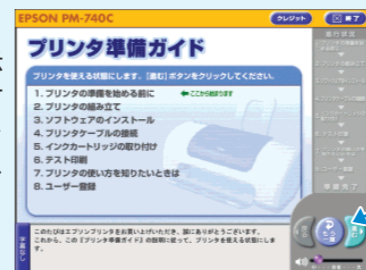 EPSON PM-740C
クレジット
終了
プリンタ準備ガイド
進行状況
プリンタを使える状態にします。[進む]ボタンをクリックしてください。
1. プリンタの準備を始める前に
ここから始まります
2. プリンタの組み立て
3. ソフトウェアのインストール
4. プリンタケーブルの接続
5. インクカートリッジの取り付け
6. テスト印刷
7. プリンタの使い方を知りたいときは
8. ユーザー登録
準備完了
このたびはエプソンプリンタをお買い上げいただき、誠にありがとうございます。
これから、この『プリンタ準備ガイド』の説明に従って、プリンタを使える状態にしま
す。